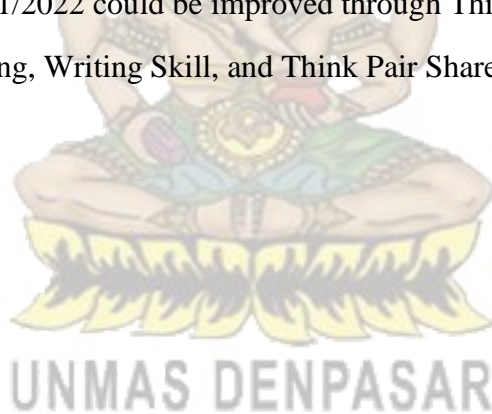 1/2022 could be improved through Thi
ng, Writing Skill, and Think Pair Share
UNMAS DENPASAR